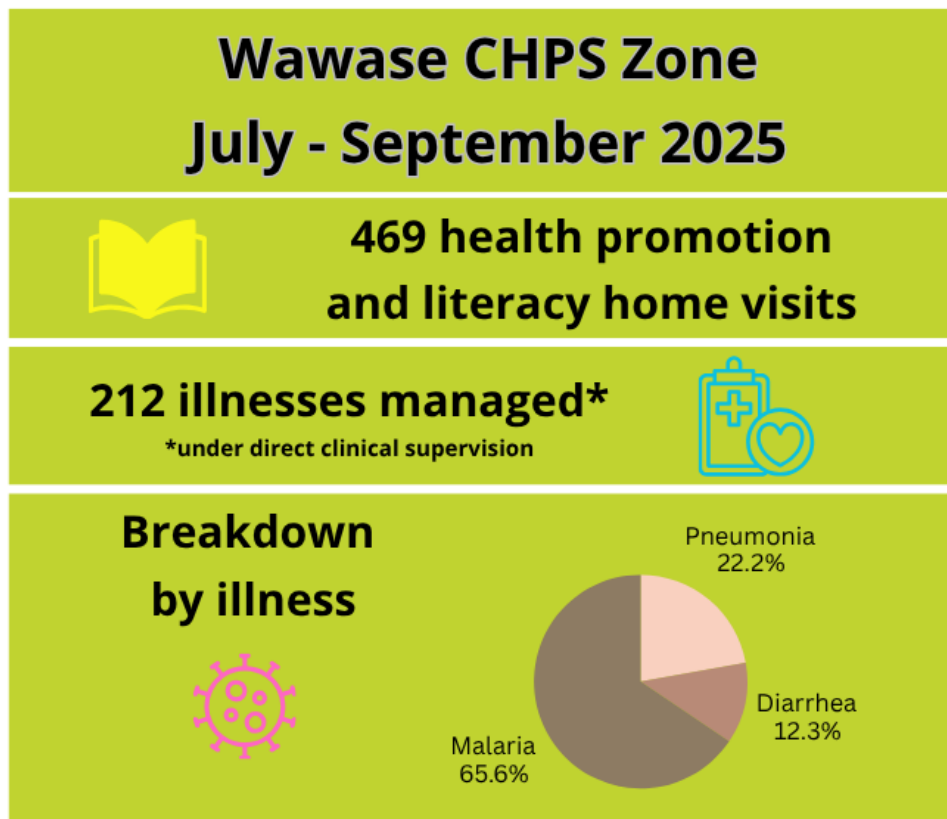 Wawase CHPS Zone
July - September 2025
469 health promotion
and literacy home visits
212 illnesses managed*
*under direct clinical supervision
Breakdown
by illness
Pneumonia
22.2%
Diarrhea
12.3%
Malaria
65.6%